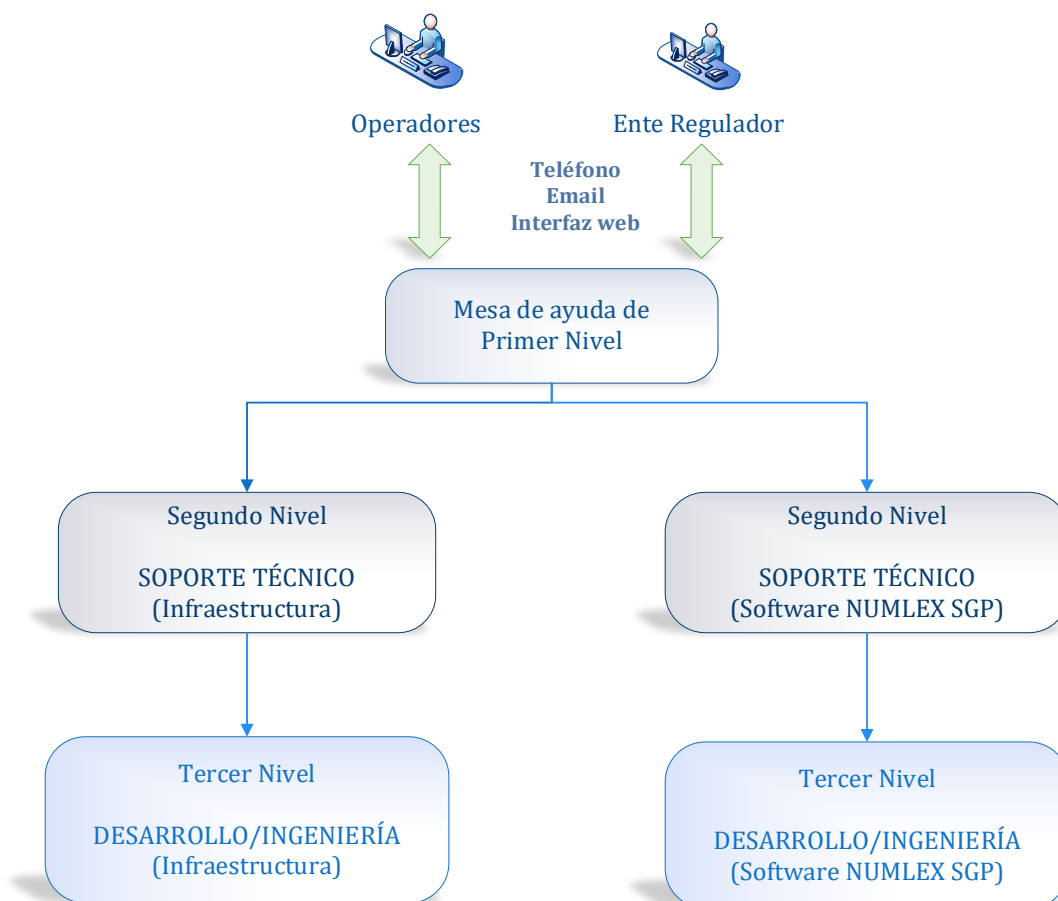 Operadores
Ente Regulador
Teléfono
Email
Interfaz web
Mesa de ayuda de
Primer Nivel
Segundo Nivel
SOPORTE TÉCNICO
(Infraestructura)
Segundo Nivel
SOPORTE TÉCNICO
(Software NUMLEX SGP)
Tercer Nivel
DESARROLLO/INGENIERÍA
(Infraestructura)
Tercer Nivel
DESARROLLO/INGENIERÍA
(Software NUMLEX SGP)